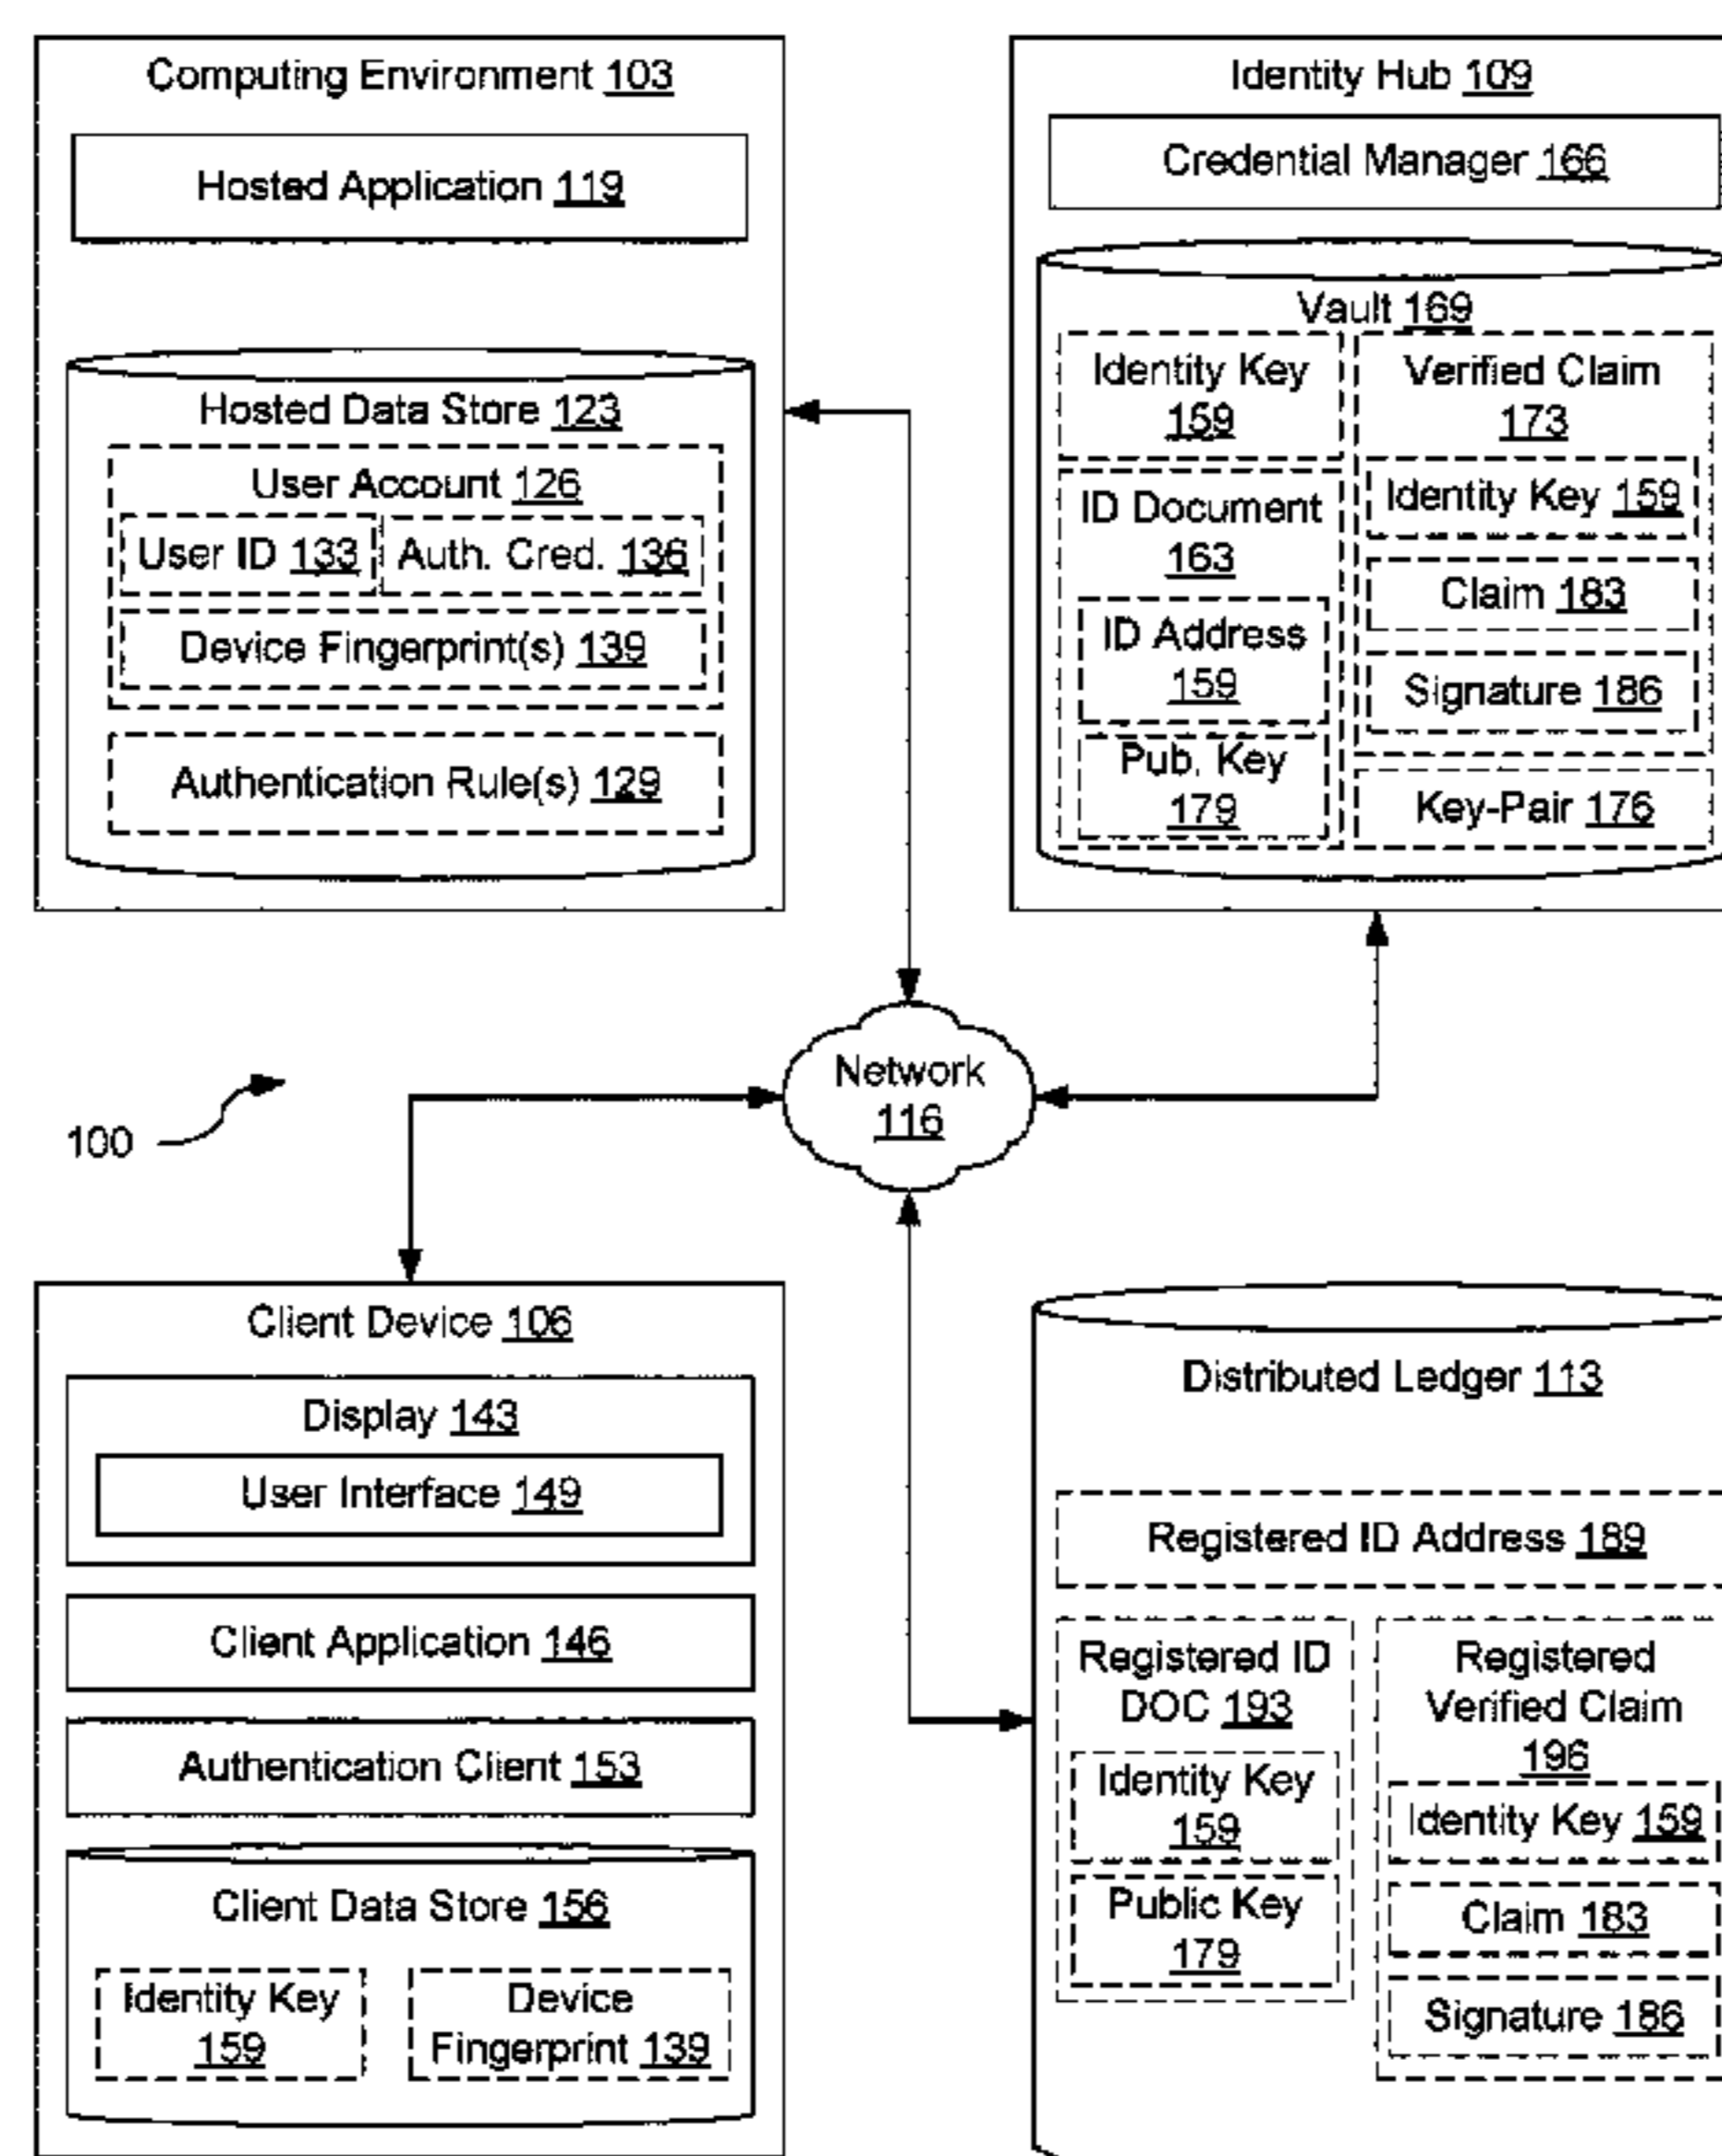 Computing Environment 103
Hosted Application 119
Hosted Data Store 123
User Account 126
User ID 133
Auth. Cred. 136
Device Fingerprint(s) 139
Authentication Rule(s) 129
Identity Hub 109
Credential Manager 166
Vault 169
Identity Key
159
ID Document
163
ID Address
159
Pub. Key
179
Verified Claim
173
Identity Key 159
Claim 183
Signature 186
Key-Pair 176
Network
116
100
Client Device 106
Display 143
User Interface 149
Client Application 146
Authentication Client 153
Client Data Store 156
Identity Key
159
Device
Fingerprint 139
Distributed Ledger 113
Registered ID Address 189
Registered ID
DOC 193
Identity Key
159
Public Key
179
Registered
Verified Claim
196
Identity Key 159
Claim 183
Signature 186